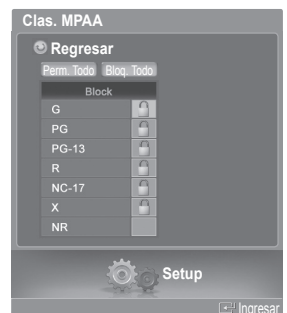 Clas. MPAA
Regresar
Perm. Todo Bloq. Todo
Block
G
PG
PG-13
R
NC-17
X
NR
Setup
Ingresar